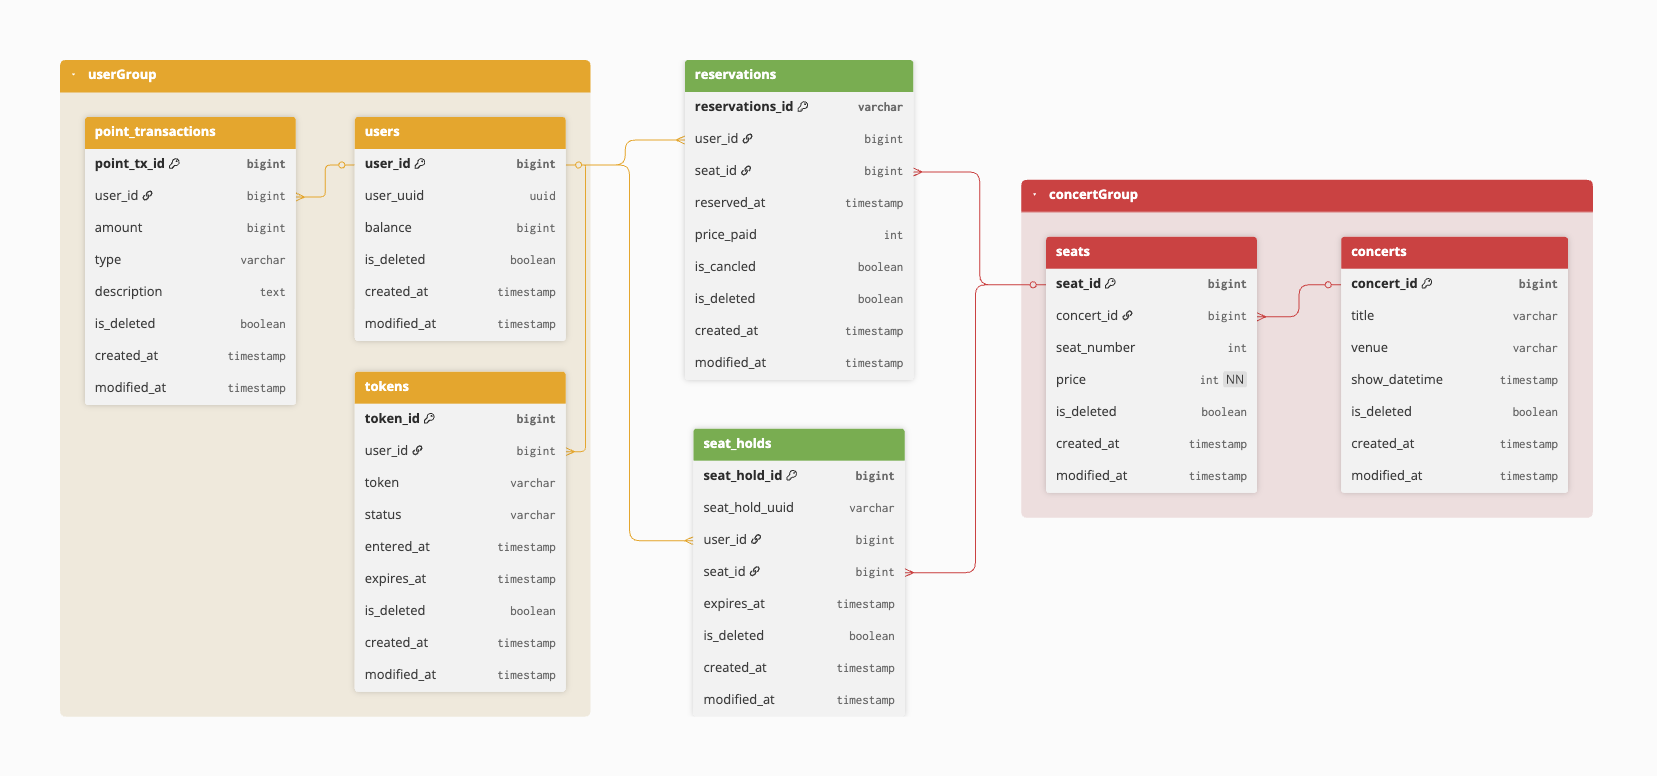 userGroup
point_transactions
point_tx_id bigint
user_id bigint
amount bigint
type varchar
description text
is_deleted boolean
created_at timestamp
modified_at timestamp
users
user_id bigint
user_uuid uuid
balance bigint
is_deleted boolean
created_at timestamp
modified_at timestamp
tokens
token_id bigint
user_id bigint
token varchar
status varchar
entered_at timestamp
expires_at timestamp
is_deleted boolean
created_at timestamp
modified_at timestamp
reservations
reservations_id varchar
user_id bigint
seat_id bigint
reserved_at timestamp
price_paid int
is_cancled boolean
is_deleted boolean
created_at timestamp
modified_at timestamp
seat_holds
seat_hold_id bigint
seat_hold_uuid varchar
user_id bigint
seat_id bigint
expires_at timestamp
is_deleted boolean
created_at timestamp
modified_at timestamp
concertGroup
seats
seat_id bigint
concert_id bigint
seat_number int
price int NN
is_deleted boolean
created_at timestamp
modified_at timestamp
concerts
concert_id bigint
title varchar
venue varchar
show_datetime timestamp
is_deleted boolean
created_at timestamp
modified_at timestamp